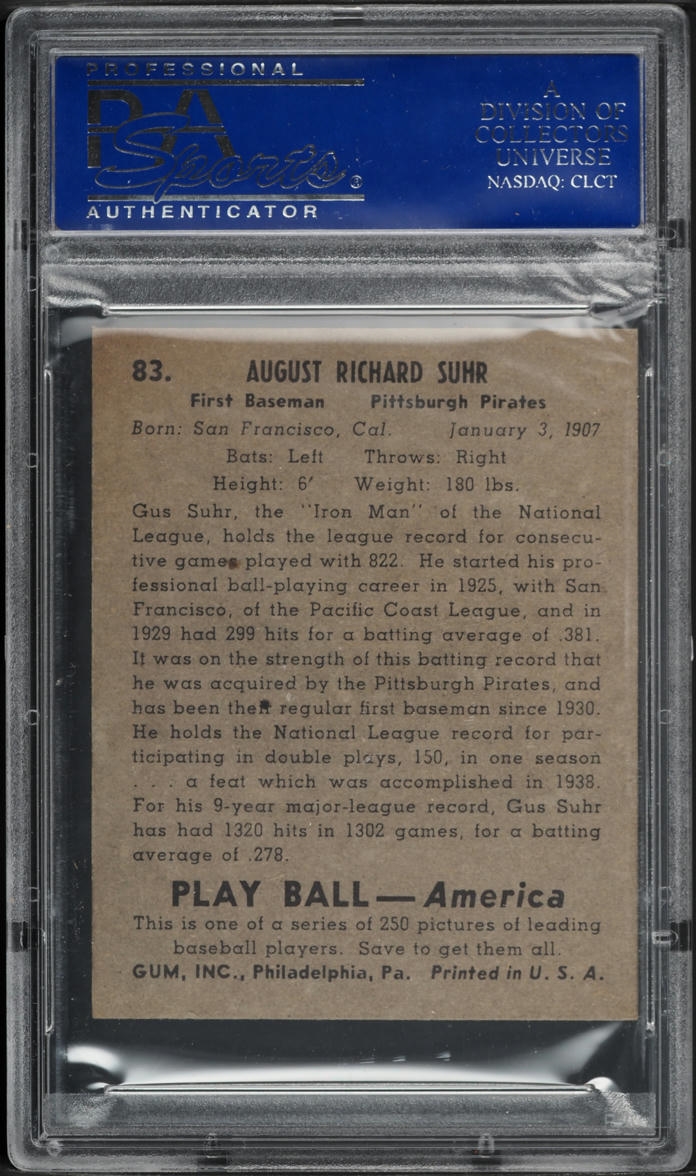 PROFESSIONAL
PSA
Sports ®
AUTHENTICATOR
A
DIVISION OF
COLLECTORS
UNIVERSE
NASDAQ: CLCT
83. AUGUST RICHARD SUHR
First Baseman Pittsburgh Pirates
Born: San Francisco, Cal. January 3, 1907
Bats: Left Throws: Right
Height: 6′ Weight: 180 lbs.
Gus Suhr, the "Iron Man" of the National
League, holds the league record for consecu-
tive games played with 822. He started his pro-
fessional ball-playing career in 1925, with San
Francisco, of the Pacific Coast League, and in
1929 had 299 hits for a batting average of .381.
It was on the strength of this batting record that
he was acquired by the Pittsburgh Pirates, and
has been their regular first baseman since 1930.
He holds the National League record for par-
ticipating in double plays, 150, in one season
. . . a feat which was accomplished in 1938.
For his 9-year major-league record, Gus Suhr
has had 1320 hits in 1302 games, for a batting
average of .278.
PLAY BALL — America
This is one of a series of 250 pictures of leading
baseball players. Save to get them all.
GUM, INC., Philadelphia, Pa. Printed in U. S. A.